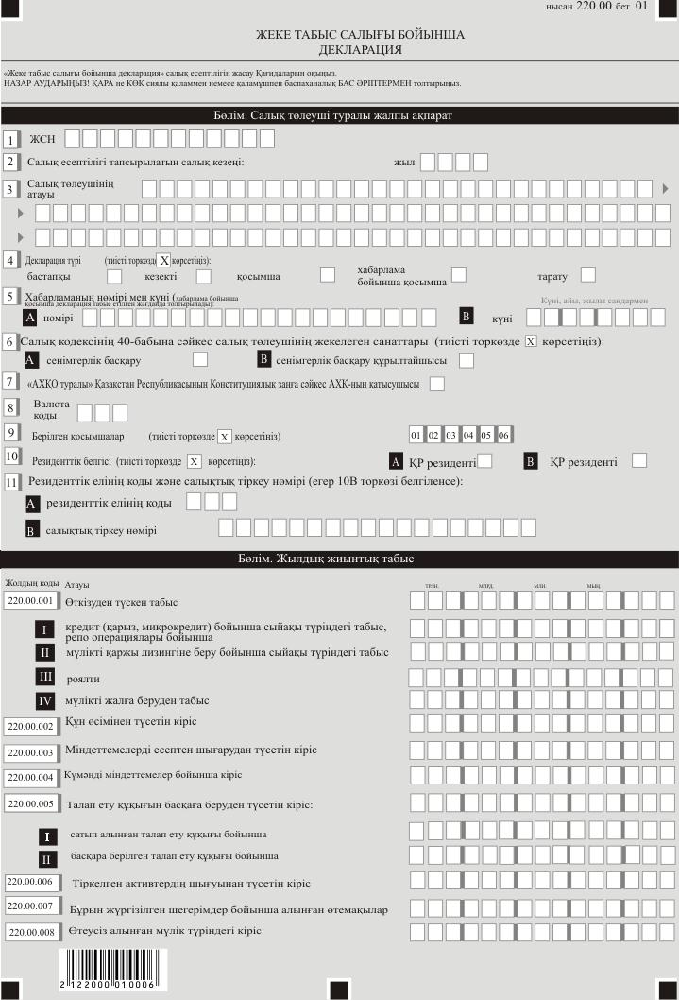 нысан 220.00 бет 01
ЖЕКЕ ТАБЫС САЛЫҒЫ БОЙЫНША
ДЕКЛАРАЦИЯ
«Жеке табыс салығы бойынша декларация» салық есептілігін жасау Қағидаларын оқыңыз.
НАЗАР АУДАРЫҢЫЗ! ҚАРА не КӨК сиялы қаламмен немесе қаламұшпен баспаханалық БАС ӘРІПТЕРМЕН толтырыңыз.
Бөлім. Салық төлеуші туралы жалпы ақпарат
1 ЖСН
2 Салық есептілігі тапсырылатын салық кезеңі: жыл
3 Салық төлеушінің
атауы
4 Декларация түрі (тиісті торкөзде X көрсетіңіз):
бастапқы кезекті қосымша хабарлама
бойынша қосымша тарату
5 Хабарламаның нөмірі мен күні (хабарлама бойынша
қосымша декларация табыс етілген жағдайда толтырылады): Күні, айы, жылы сандармен
A нөмірі B күні
6 Салық кодексінің 40-бабына сәйкес салық төлеушінің жекелеген санаттары (тиісті торкөзде X көрсетіңіз):
A сенімгерлік басқару B сенімгерлік басқару құрылтайшысы
7 «АХҚО туралы» Қазақстан Республикасының Конституциялық заңға сәйкес АХҚ-ның қатысушысы
8 Валюта
коды
9 Берілген қосымшалар (тиісті торкөзде X көрсетіңіз) 01 02 03 04 05 06
10 Резиденттік белгісі (тиісті торкөзде X көрсетіңіз): A ҚР резиденті B ҚР резиденті
11 Резиденттік елінің коды және салықтық тіркеу нөмірі (егер 10В торкөзі белгіленсе):
A резиденттік елінің коды
B салықтық тіркеу нөмірі
Бөлім. Жылдық жиынтық табыс
Жолдың коды Атауы трлн. млрд. млн. мың.
220.00.001 Өткізуден түскен табыс
I кредит (қарыз, микрокредит) бойынша сыйақы түріндегі табыс,
репо операциялары бойынша
II мүлікті қаржы лизингіне беру бойынша сыйақы түріндегі табыс
III роялти
IV мүлікті жалға беруден табыс
220.00.002 Құн өсімінен түсетін кіріс
220.00.003 Міндеттемелерді есептен шығарудан түсетін кіріс
220.00.004 Күмәнді міндеттемелер бойынша кіріс
220.00.005 Талап ету құқығын басқаға беруден түсетін кіріс:
I сатып алынған талап ету құқығы бойынша
II басқара берілген талап ету құқығы бойынша
220.00.006 Тіркелген активтердің шығуынан түсетін кіріс
220.00.007 Бұрын жүргізілген шегерімдер бойынша алынған өтемақылар
220.00.008 Өтеусіз алынған мүлік түріндегі кіріс
2 122000 010006